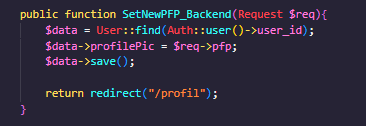 public function SetNewPFP_Backend(Request $req){
$data = User::find(Auth::user()->user_id);
$data->profilePic = $req->pfp;
$data->save();
return redirect("/profil");
}